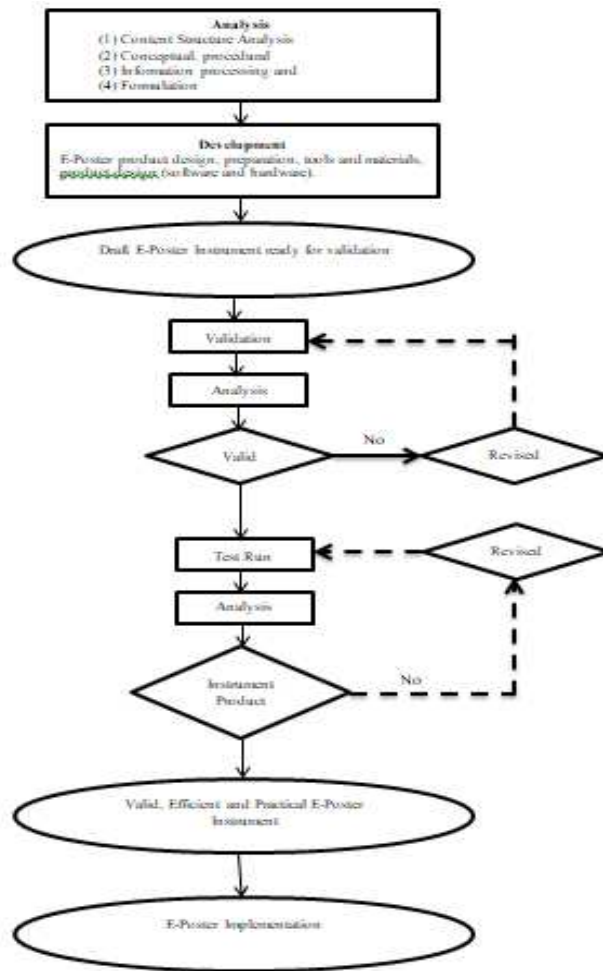 Analysis
(1) Content Structure Analysis
(2) Conceptual, procedural
(3) Information processing and
(4) Formulation
Development
E-Poster product design, preparation, tools and materials,
product design (software and hardware).
Draft E-Poster Instrument ready for validation
Validation
Analysis
Valid
No
Revised
Test Run
Revised
Analysis
Instrument
Product
No
Valid, Efficient and Practical E-Poster
Instrument
E-Poster Implementation